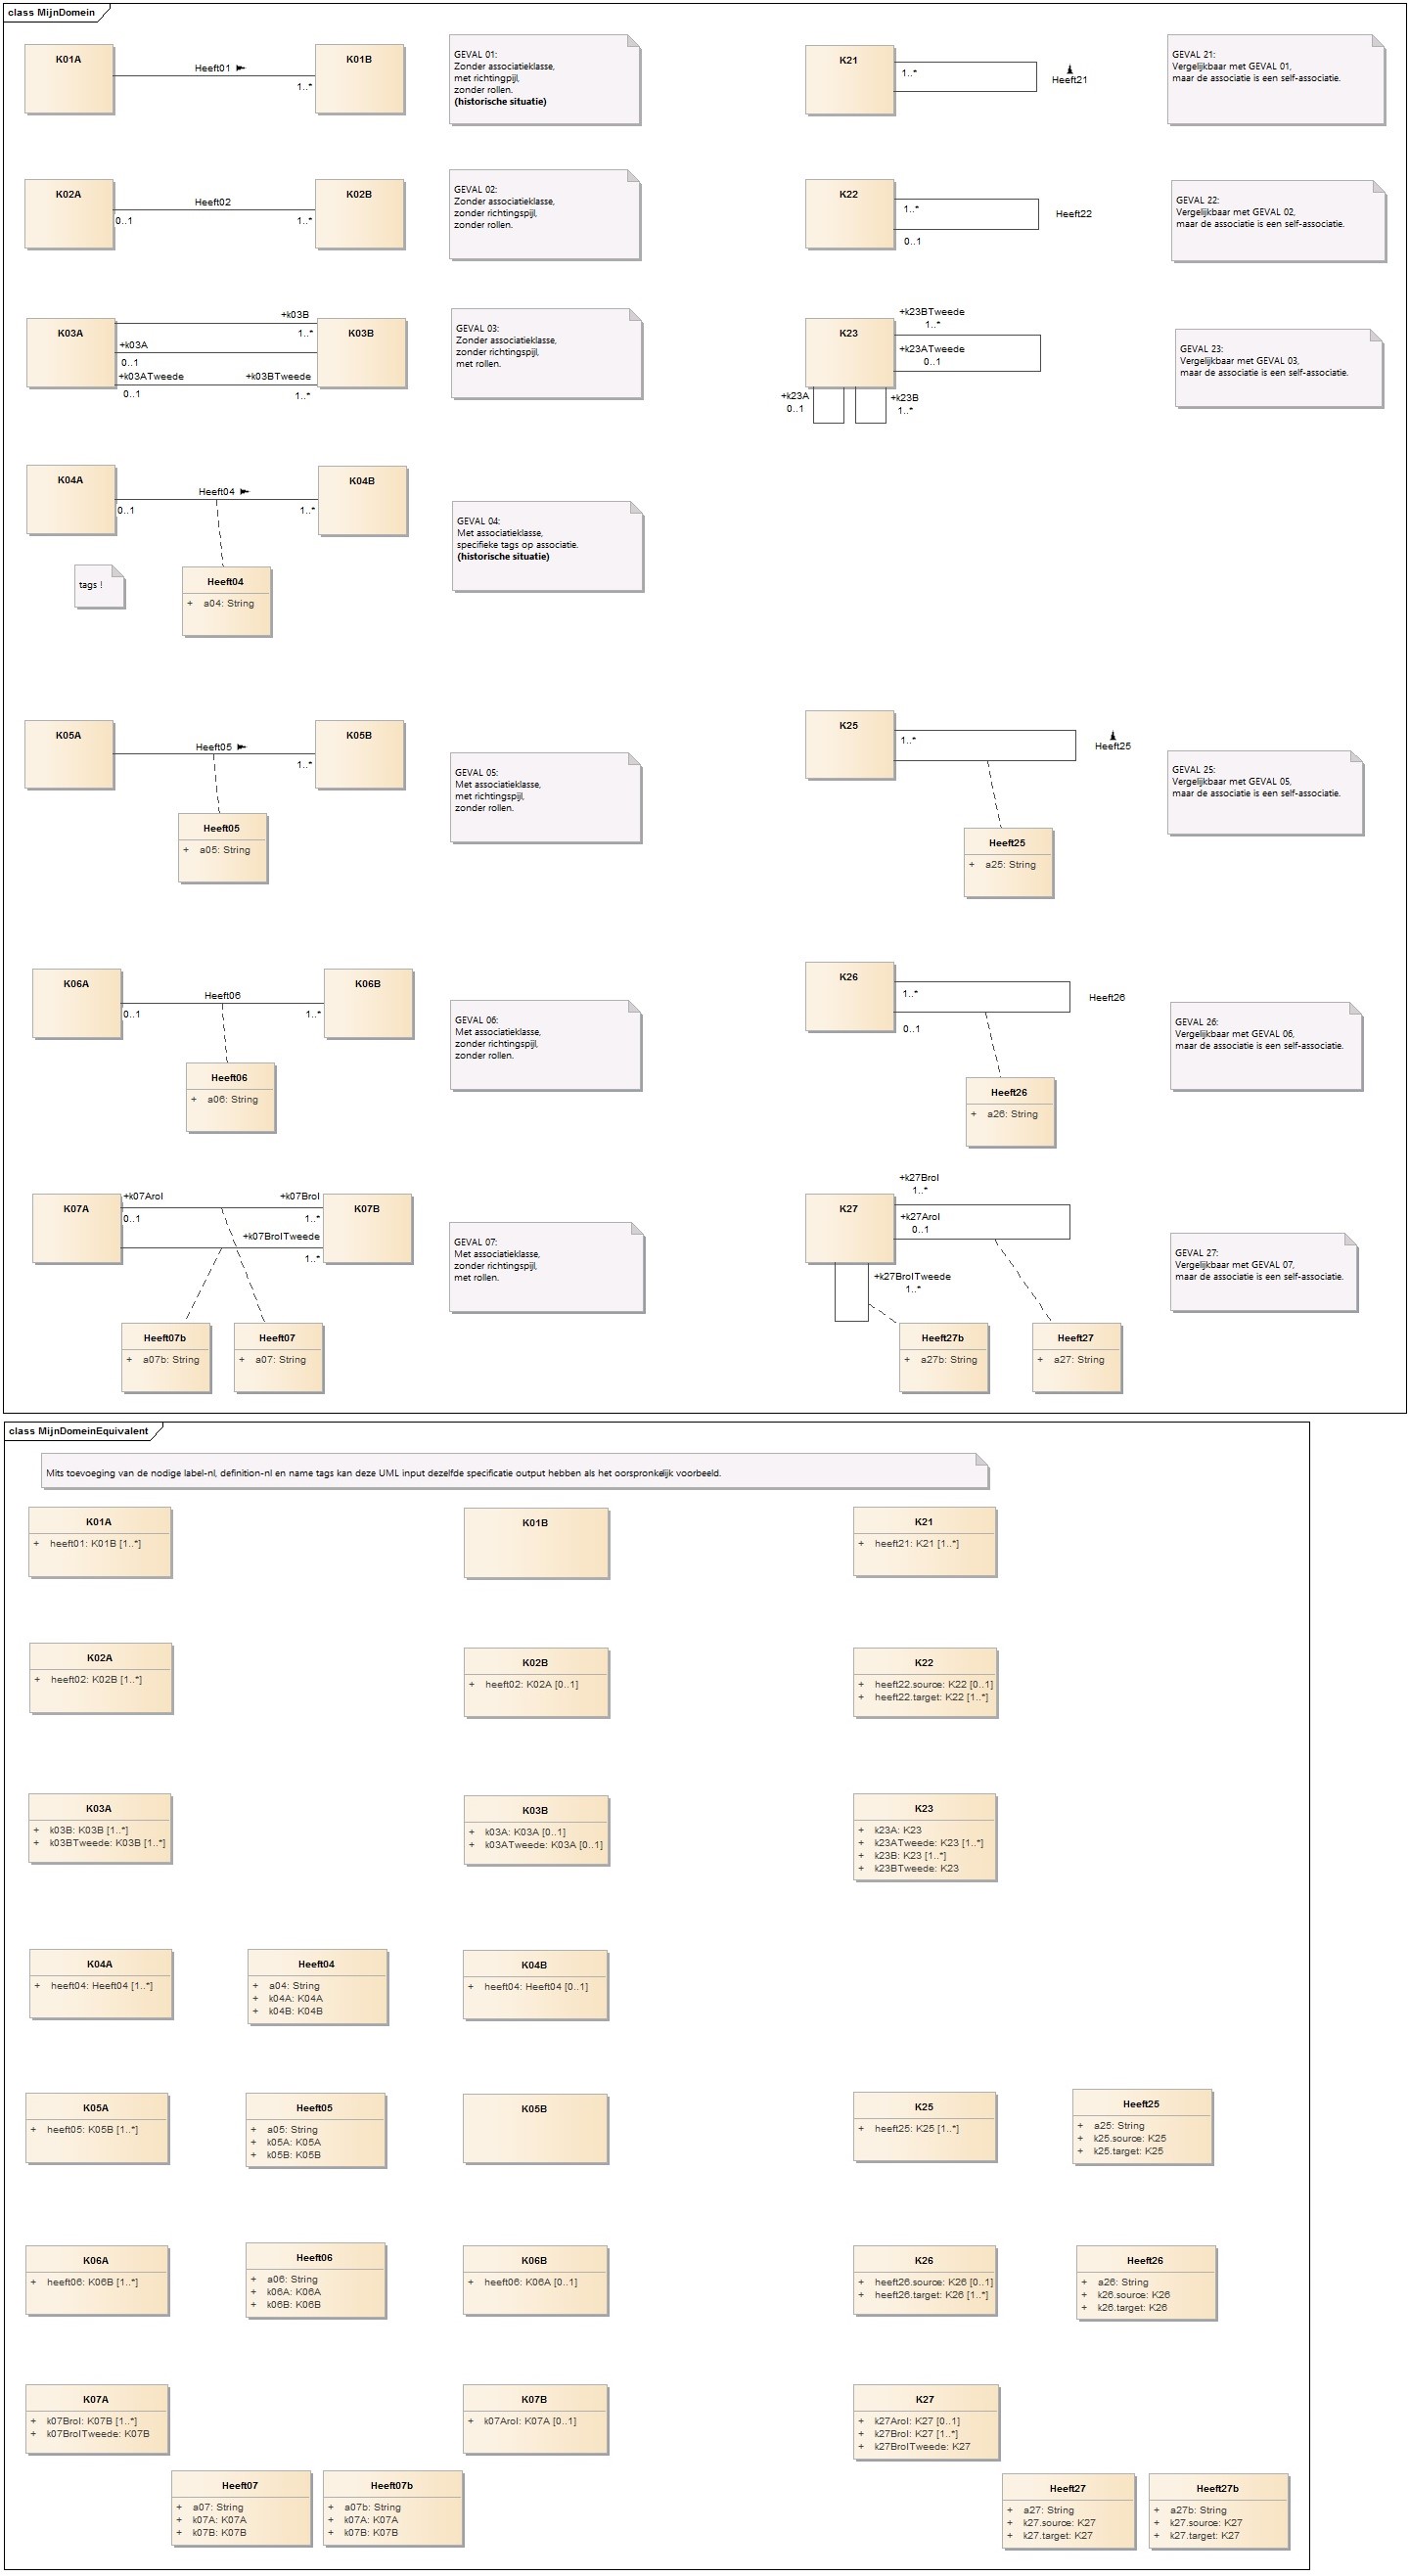 class MijnDomein
K01A
Heeft01
1..*
K01B
GEVAL 01:
Zonder associatieklasse,
met richtingpijl,
zonder rollen.
(historische situatie)
K21
1..*
Heeft21
GEVAL 21:
Vergelijkbaar met GEVAL 01,
maar de associatie is een self-associatie.
K02A
0..1
Heeft02
1..*
K02B
GEVAL 02:
Zonder associatieklasse,
zonder richtingspijl,
zonder rollen.
K22
1..*
0..1
Heeft22
GEVAL 22:
Vergelijkbaar met GEVAL 02,
maar de associatie is een self-associatie.
K03A
+k03B
1..*
+k03A
0..1
+k03ATweede
0..1
+k03BTweede
1..*
K03B
GEVAL 03:
Zonder associatieklasse,
zonder richtingspijl,
met rollen.
+k23BTweede
1..*
K23
+k23ATweede
0..1
+k23A
0..1
+k23B
1..*
GEVAL 23:
Vergelijkbaar met GEVAL 03,
maar de associatie is een self-associatie.
K04A
0..1
Heeft04
1..*
K04B
tags !
Heeft04
+ a04: String
GEVAL 04:
Met associatieklasse,
specifieke tags op associatie.
(historische situatie)
K05A
Heeft05
1..*
K05B
Heeft05
+ a05: String
GEVAL 05:
Met associatieklasse,
met richtingspijl,
zonder rollen.
K25
1..*
Heeft25
Heeft25
+ a25: String
GEVAL 25:
Vergelijkbaar met GEVAL 05,
maar de associatie is een self-associatie.
K06A
0..1
Heeft06
1..*
K06B
Heeft06
+ a06: String
GEVAL 06:
Met associatieklasse,
zonder richtingspijl,
zonder rollen.
K26
1..*
0..1
Heeft26
Heeft26
+ a26: String
GEVAL 26:
Vergelijkbaar met GEVAL 06,
maar de associatie is een self-associatie.
K07A
+k07Arol
0..1
+k07Brol
1..*
+k07BrolTweede
1..*
K07B
Heeft07b
+ a07b: String
Heeft07
+ a07: String
GEVAL 07:
Met associatieklasse,
zonder richtingspijl,
met rollen.
+k27Brol
1..*
K27
+k27Arol
0..1
+k27BrolTweede
1..*
Heeft27b
+ a27b: String
Heeft27
+ a27: String
GEVAL 27:
Vergelijkbaar met GEVAL 07,
maar de associatie is een self-associatie.
class MijnDomeinEquivalent
Mits toevoeging van de nodige label-nl, definition-nl en name tags kan deze UML input dezelfde specificatie output hebben als het oorspronkelijk voorbeeld.
K01A
+ heeft01: K01B [1..*]
K01B
K21
+ heeft21: K21 [1..*]
K02A
+ heeft02: K02B [1..*]
K02B
+ heeft02: K02A [0..1]
K22
+ heeft22.source: K22 [0..1]
+ heeft22.target: K22 [1..*]
K03A
+ k03B: K03B [1..*]
+ k03BTweede: K03B [1..*]
K03B
+ k03A: K03A [0..1]
+ k03ATweede: K03A [0..1]
K23
+ k23A: K23
+ k23ATweede: K23 [1..*]
+ k23B: K23 [1..*]
+ k23BTweede: K23
K04A
+ heeft04: Heeft04 [1..*]
Heeft04
+ a04: String
+ k04A: K04A
+ k04B: K04B
K04B
+ heeft04: Heeft04 [0..1]
K05A
+ heeft05: K05B [1..*]
Heeft05
+ a05: String
+ k05A: K05A
+ k05B: K05B
K05B
K25
+ heeft25: K25 [1..*]
Heeft25
+ a25: String
+ k25.source: K25
+ k25.target: K25
K06A
+ heeft06: K06B [1..*]
Heeft06
+ a06: String
+ k06A: K06A
+ k06B: K06B
K06B
+ heeft06: K06A [0..1]
K26
+ heeft26.source: K26 [0..1]
+ heeft26.target: K26 [1..*]
Heeft26
+ a26: String
+ k26.source: K26
+ k26.target: K26
K07A
+ k07Brol: K07B [1..*]
+ k07BrolTweede: K07B
K07B
+ k07Arol: K07A [0..1]
K27
+ k27Arol: K27 [0..1]
+ k27Brol: K27 [1..*]
+ k27BrolTweede: K27
Heeft07
+ a07: String
+ k07A: K07A
+ k07B: K07B
Heeft07b
+ a07b: String
+ k07A: K07A
+ k07B: K07B
Heeft27
+ a27: String
+ k27.source: K27
+ k27.target: K27
Heeft27b
+ a27b: String
+ k27.source: K27
+ k27.target: K27